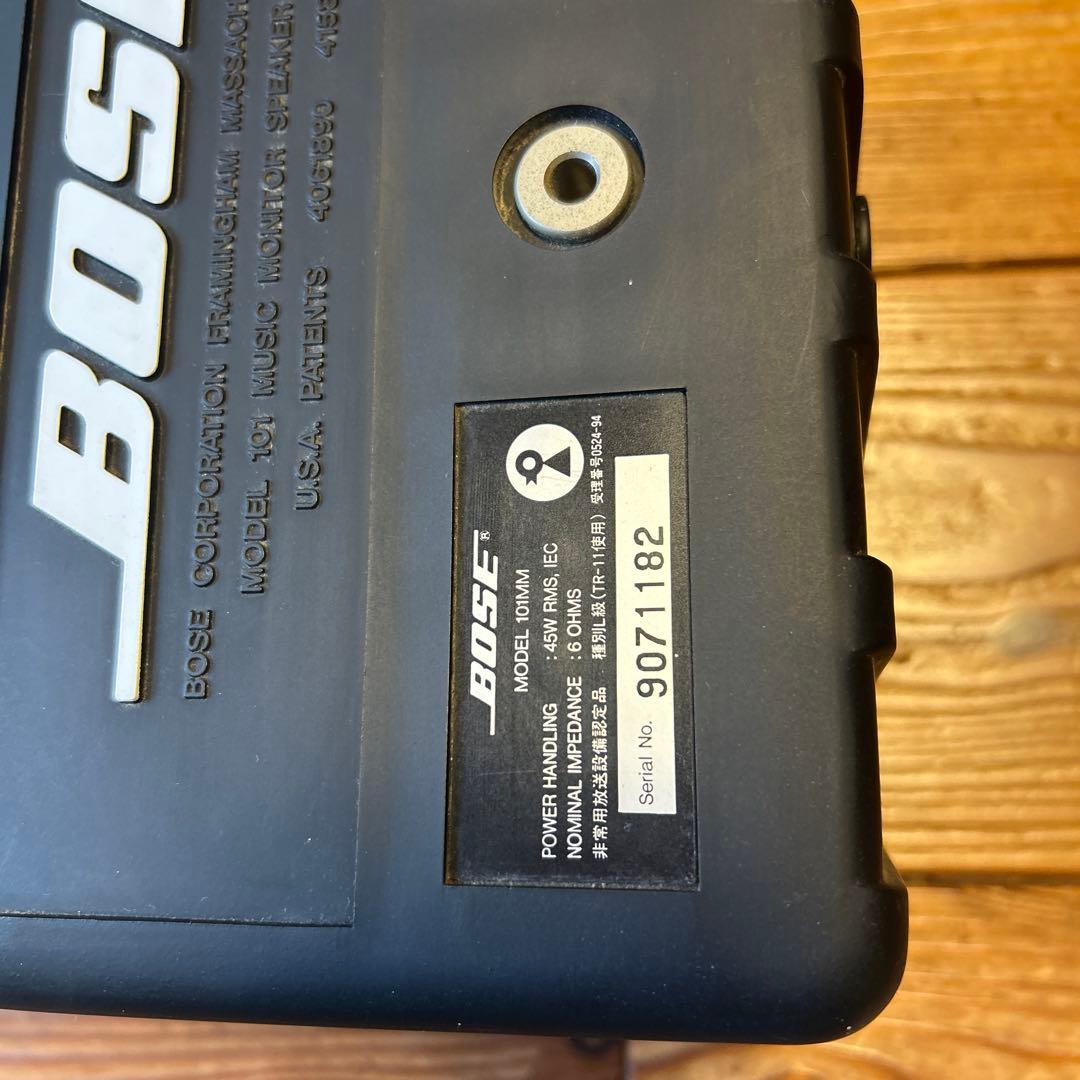 BOSE
BOSE CORPORATION FRAMINGHAM
MODEL 101 MUSIC MONITOR SPEAKER
U.S.A. PATENTS 4061890
BOSE®
MODEL 101MM
POWER HANDLING : 45W RMS, IEC
NOMINAL IMPEDANCE : 6 OHMS
非常用放送設備認定品 種別L級(TR-11使用) 受理番号0524-94
Serial No. 9071182